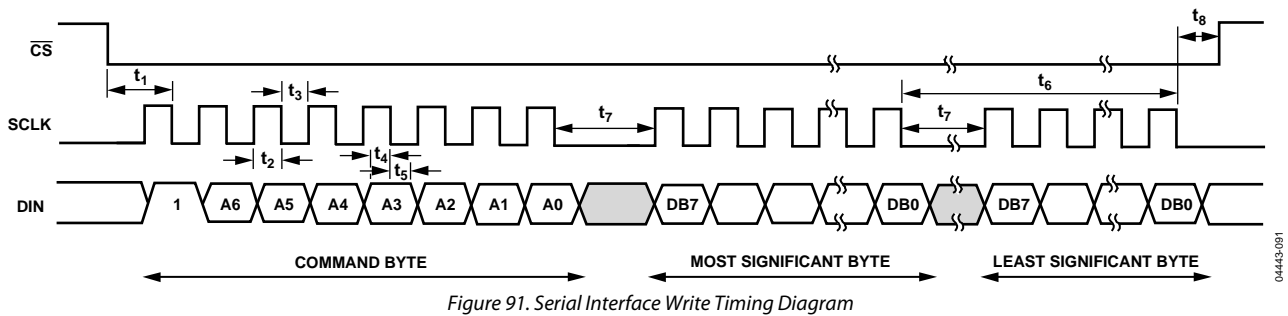 t8
CS
t1
t3
t6
SCLK
t7
t7
t2
t4
t5
DIN
1 A6 A5 A4 A3 A2 A1 A0 DB7 DB0 DB7 DB0
COMMAND BYTE
MOST SIGNIFICANT BYTE
LEAST SIGNIFICANT BYTE
04443-091
Figure 91. Serial Interface Write Timing Diagram